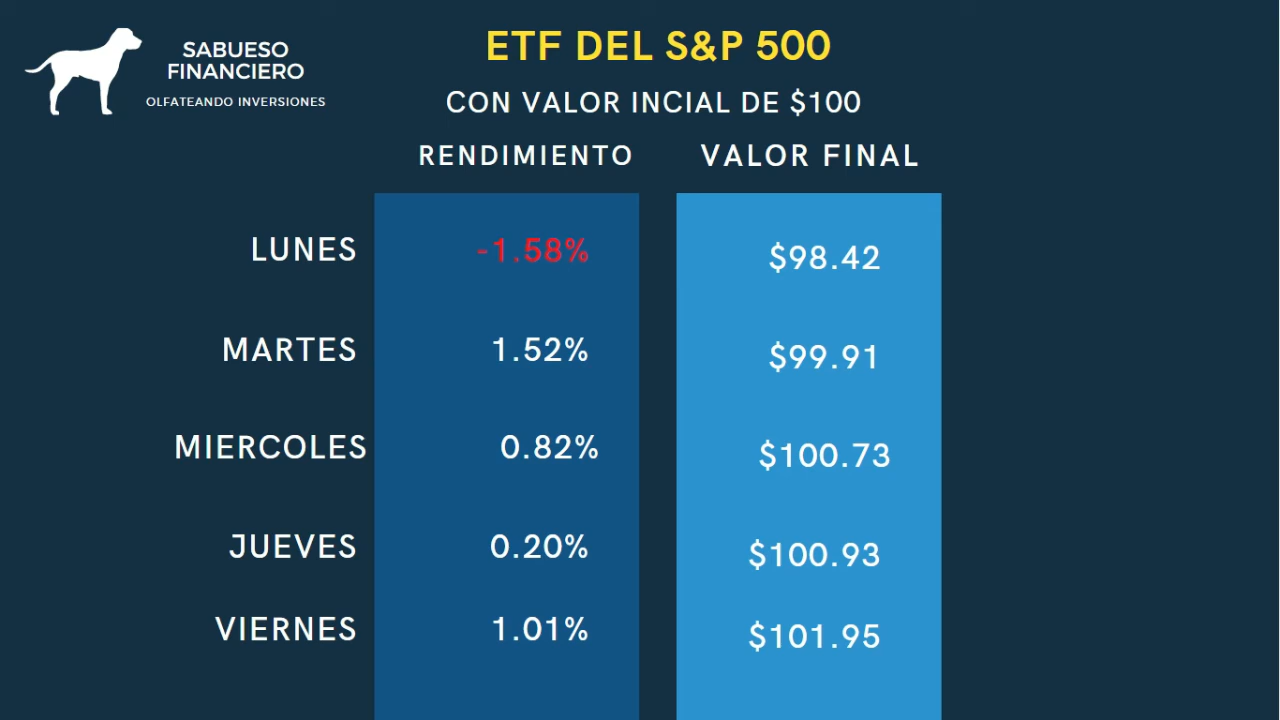 SABUESO
FINANCIERO
OLFATEANDO INVERSIONES
ETF DEL S&P 500
CON VALOR INCIAL DE $100
RENDIMIENTO VALOR FINAL
LUNES -1.58% $98.42
MARTES 1.52% $99.91
MIERCOLES 0.82% $100.73
JUEVES 0.20% $100.93
VIERNES 1.01% $101.95